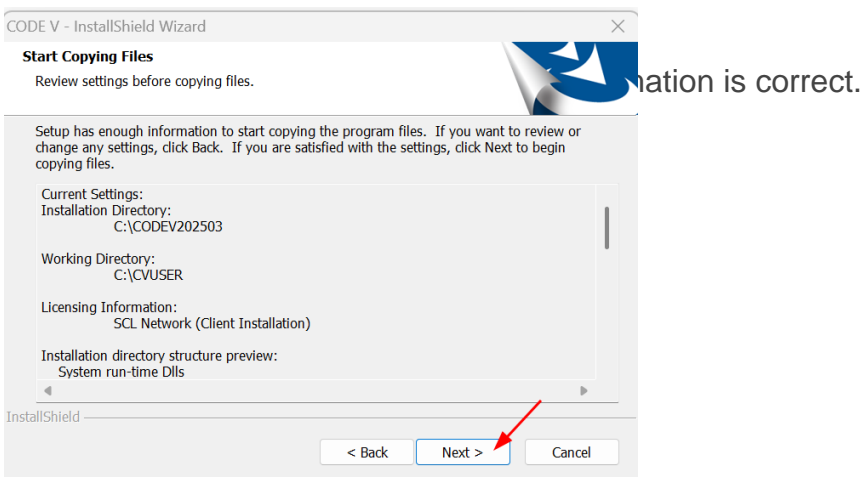 CODE V - InstallShield Wizard
Start Copying Files
Review settings before copying files.
is correct.
Setup has enough information to start copying the program files. If you want to review or
change any settings, click Back. If you are satisfied with the settings, click Next to begin
copying files.
Current Settings:
Installation Directory:
C:\CODEV202503
Working Directory:
C:\CVUSER
Licensing Information:
SCL Network (Client Installation)
Installation directory structure preview:
System run-time Dlls
InstallShield
< Back Next > Cancel